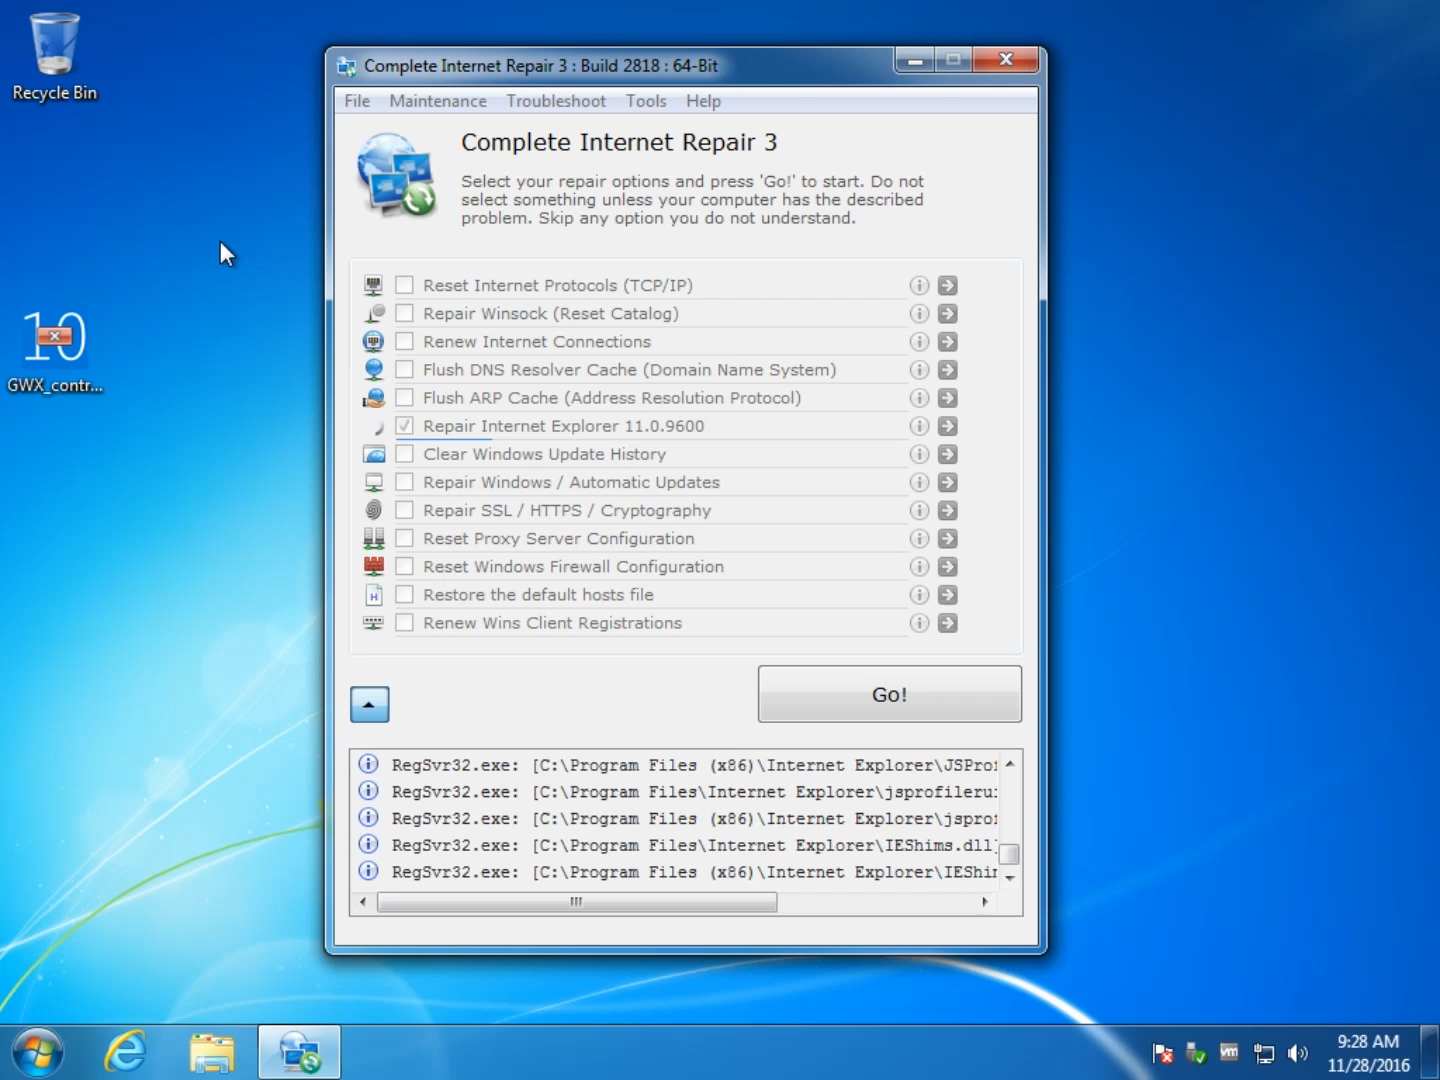 Recycle Bin
10
GWX_contr...
Complete Internet Repair 3 : Build 2818 : 64-Bit
File Maintenance Troubleshoot Tools Help
Complete Internet Repair 3
Select your repair options and press 'Go!' to start. Do not
select something unless your computer has the described
problem. Skip any option you do not understand.
Reset Internet Protocols (TCP/IP)
Repair Winsock (Reset Catalog)
Renew Internet Connections
Flush DNS Resolver Cache (Domain Name System)
Flush ARP Cache (Address Resolution Protocol)
Repair Internet Explorer 11.0.9600
Clear Windows Update History
Repair Windows / Automatic Updates
Repair SSL / HTTPS / Cryptography
Reset Proxy Server Configuration
Reset Windows Firewall Configuration
H Restore the default hosts file
Renew Wins Client Registrations
Go!
RegSvr32.exe: [C:\Program Files (x86)\Internet Explorer\JSProf
RegSvr32.exe: [C:\Program Files\Internet Explorer\jsprofilerui
RegSvr32.exe: [C:\Program Files (x86)\Internet Explorer\jsprof
RegSvr32.exe: [C:\Program Files\Internet Explorer\IEShims.dll]
RegSvr32.exe: [C:\Program Files (x86)\Internet Explorer\IEShim
vm
9:28 AM
11/28/2016